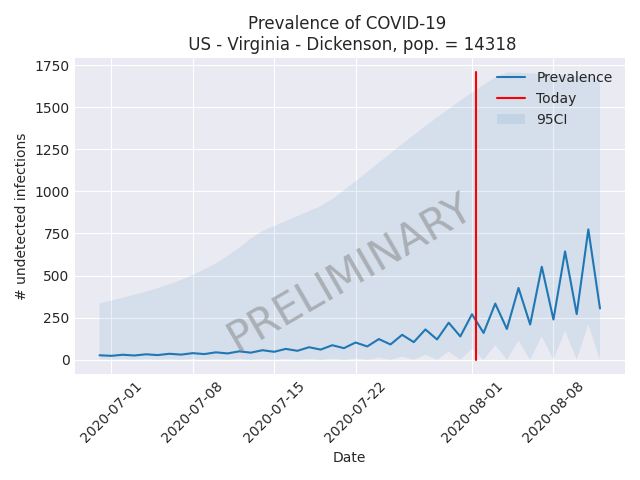 Prevalence of COVID-19
US - Virginia - Dickenson, pop. = 14318
1750
1500
1250
1000
750
500
250
0
# undetected infections
Prevalence
Today
95CI
PRELIMINARY
2020-07-01
2020-07-08
2020-07-15
2020-07-22
2020-08-01
2020-08-08
Date